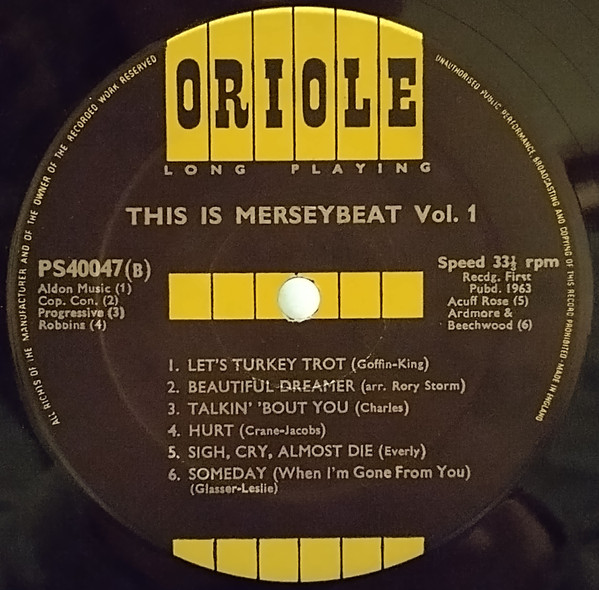 ORIOLE
LONG PLAYING
ALL RIGHTS OF THE MANUFACTURER AND OF THE OWNER OF THE RECORDED WORK RESERVED
UNAUTHORISED PUBLIC PERFORMANCE BROADCASTING AND COPYING OF THIS RECORD PROHIBITED - MADE IN ENGLAND
THIS IS MERSEYBEAT Vol. 1
PS40047(B)
Aldon Music (1)
Cop. Con. (2)
Progressive (3)
Robbins (4)
Speed 33⅓ rpm
Recdg. First
Pubd. 1963
Acuff Rose (5)
Ardmore &
Beechwood (6)
1. LET'S TURKEY TROT (Goffin-King)
2. BEAUTIFUL DREAMER (arr. Rory Storm)
3. TALKIN' 'BOUT YOU (Charles)
4. HURT (Crane-Jacobs)
5. SIGH, CRY, ALMOST DIE (Everly)
6. SOMEDAY (When I'm Gone From You)
(Glasser-Leslie)